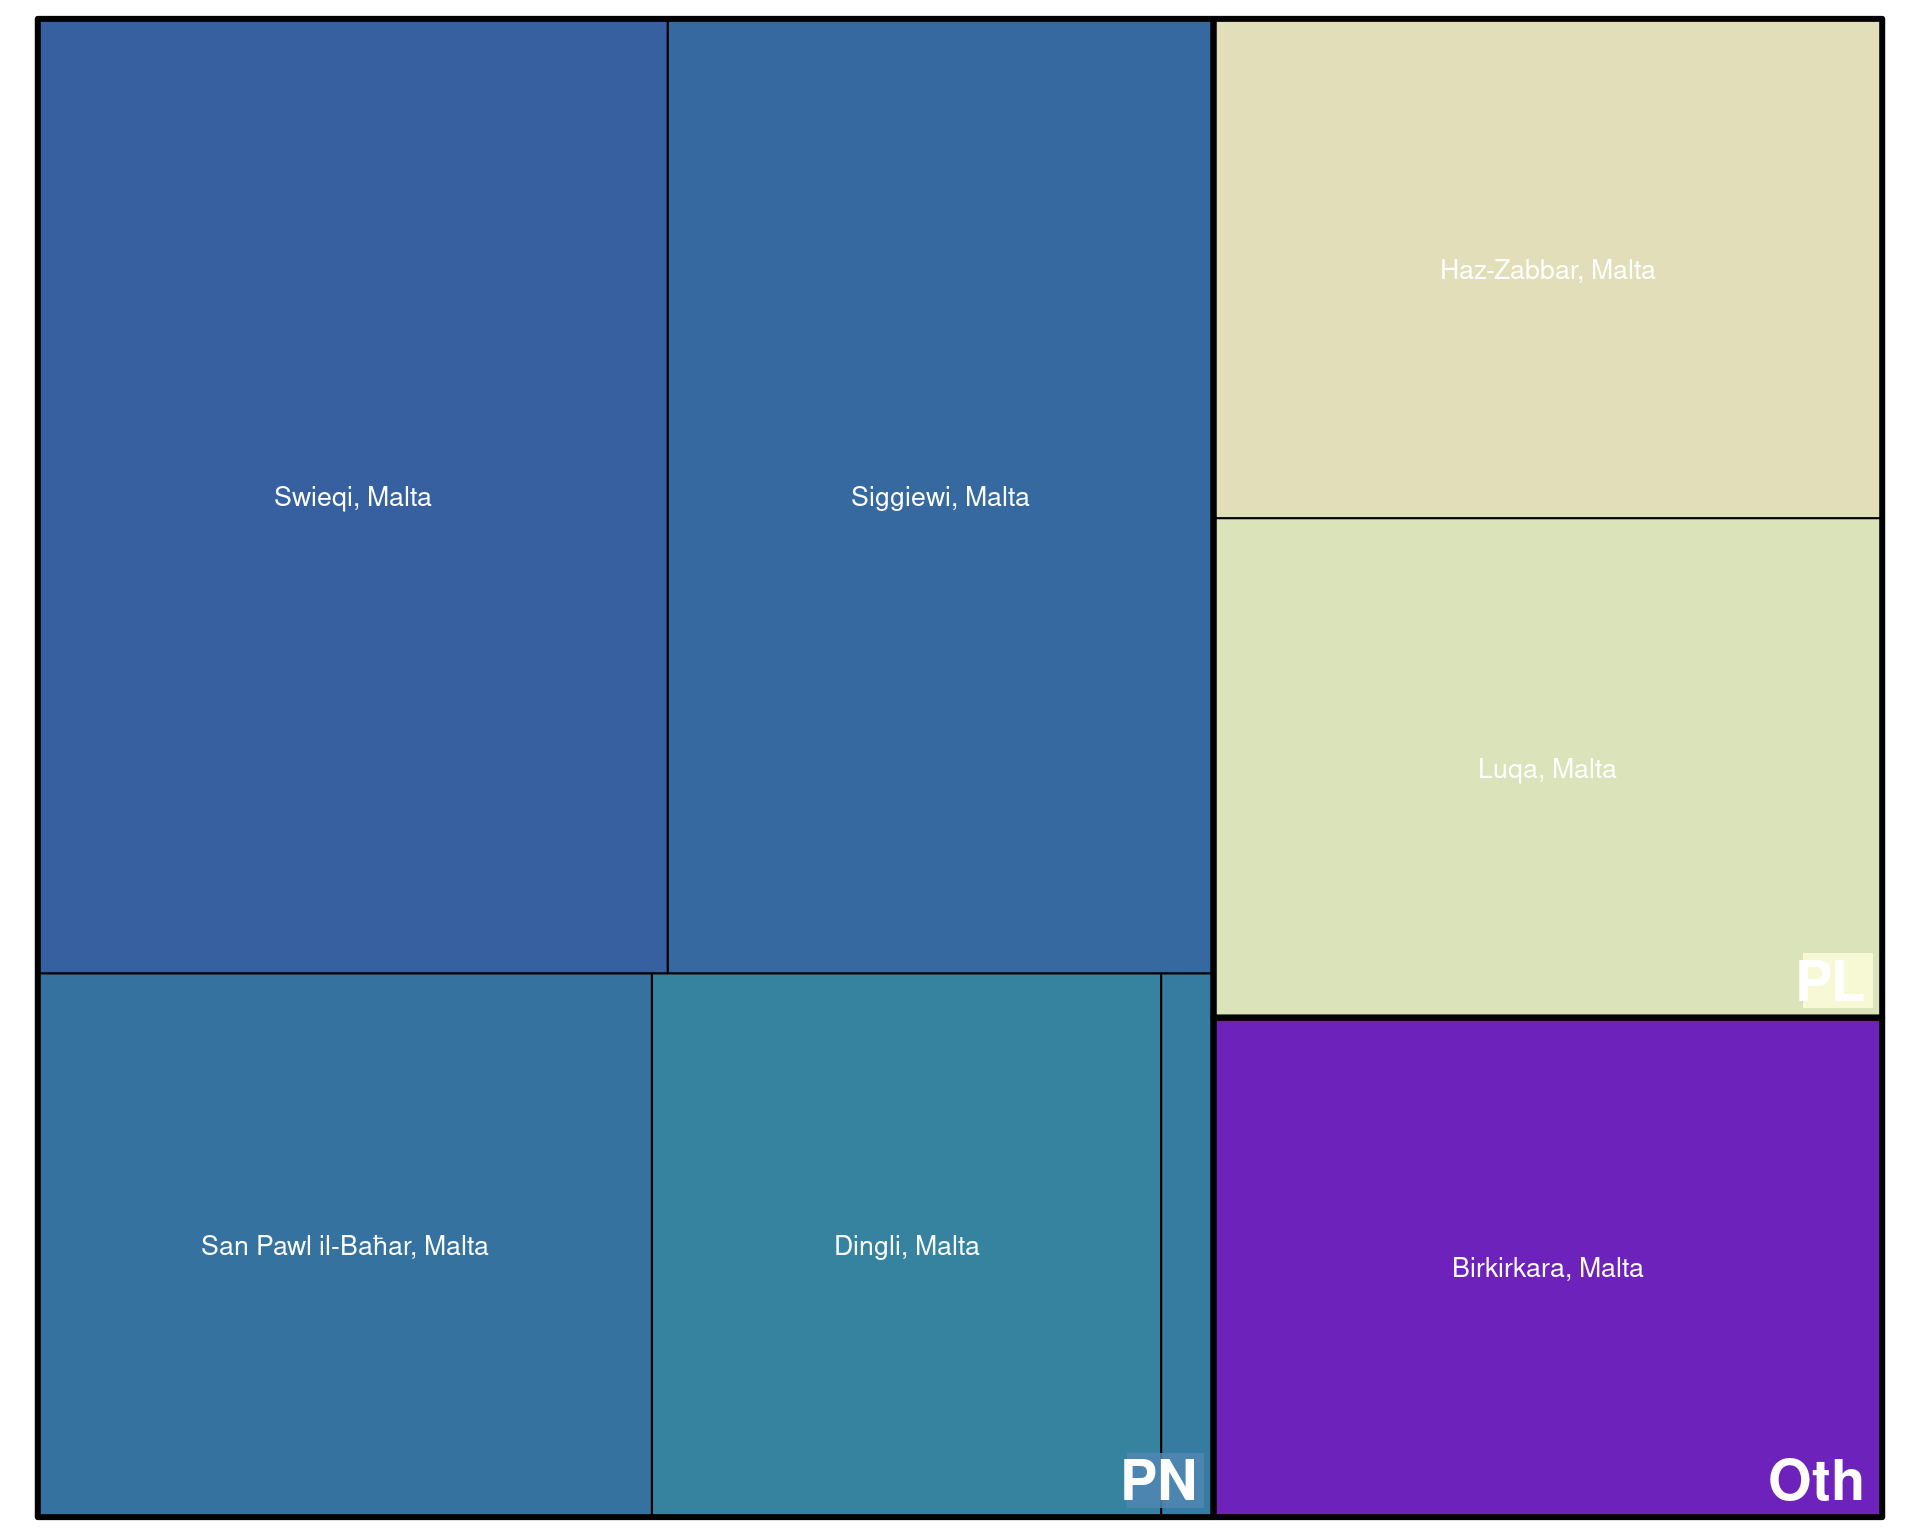 Swieqi, Malta
Siggiewi, Malta
San Pawl il-Baħar, Malta
Dingli, Malta
PN
Haz-Zabbar, Malta
Luqa, Malta
PL
Birkirkara, Malta
Oth